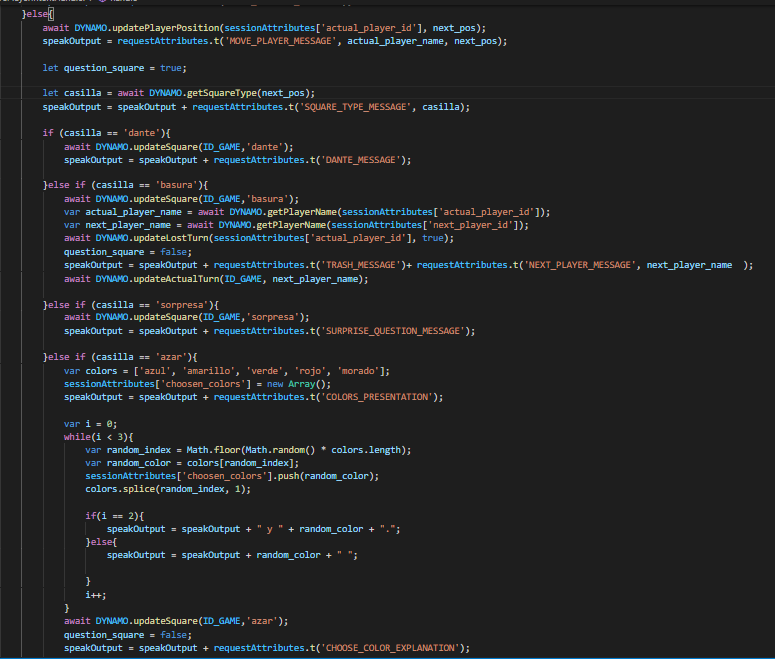 }else{
await DYNAMO.updatePlayerPosition(sessionAttributes['actual_player_id'], next_pos);
speakOutput = requestAttributes.t('MOVE_PLAYER_MESSAGE', actual_player_name, next_pos);
let question_square = true;
let casilla = await DYNAMO.getSquareType(next_pos);
speakOutput = speakOutput + requestAttributes.t('SQUARE_TYPE_MESSAGE', casilla);
if (casilla == 'dante'){
await DYNAMO.updateSquare(ID_GAME,'dante');
speakOutput = speakOutput + requestAttributes.t('DANTE_MESSAGE');
}else if (casilla == 'basura'){
await DYNAMO.updateSquare(ID_GAME,'basura');
var actual_player_name = await DYNAMO.getPlayerName(sessionAttributes['actual_player_id']);
var next_player_name = await DYNAMO.getPlayerName(sessionAttributes['next_player_id']);
await DYNAMO.updateLostTurn(sessionAttributes['actual_player_id'], true);
question_square = false;
speakOutput = speakOutput + requestAttributes.t('TRASH_MESSAGE')+ requestAttributes.t('NEXT_PLAYER_MESSAGE', next_player_name  );
await DYNAMO.updateActualTurn(ID_GAME, next_player_name);
}else if (casilla == 'sorpresa'){
await DYNAMO.updateSquare(ID_GAME,'sorpresa');
speakOutput = speakOutput + requestAttributes.t('SURPRISE_QUESTION_MESSAGE');
}else if (casilla == 'azar'){
var colors = ['azul', 'amarillo', 'verde', 'rojo', 'morado'];
sessionAttributes['choosen_colors'] = new Array();
speakOutput = speakOutput + requestAttributes.t('COLORS_PRESENTATION');
var i = 0;
while(i < 3){
var random_index = Math.floor(Math.random() * colors.length);
var random_color = colors[random_index];
sessionAttributes['choosen_colors'].push(random_color);
colors.splice(random_index, 1);
if(i == 2){
speakOutput = speakOutput + " y " + random_color + ".";
}else{
speakOutput = speakOutput + random_color + " ";
}
i++;
}
await DYNAMO.updateSquare(ID_GAME,'azar');
question_square = false;
speakOutput = speakOutput + requestAttributes.t('CHOOSE_COLOR_EXPLANATION');